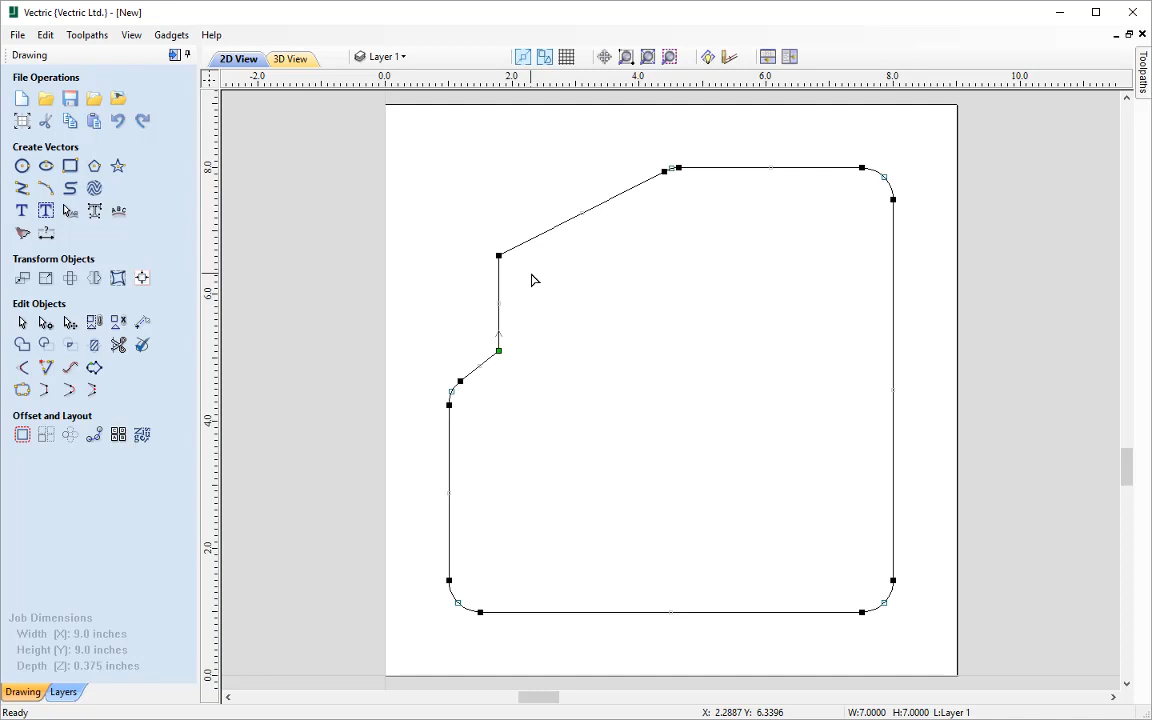 Vectric {Vectric Ltd.} - [New]
File Edit Toolpaths View Gadgets Help
Drawing
2D View 3D View Layer 1
-2.0 0.0 2.0 4.0 6.0 8.0 10.0
8.0
6.0
4.0
2.0
0.0
File Operations
Create Vectors
Transform Objects
Edit Objects
Offset and Layout
Job Dimensions
Width (X): 9.0 inches
Height (Y): 9.0 inches
Depth (Z): 0.375 inches
Drawing Layers
Toolpaths
Ready X: 2.2887 Y: 6.3396 W:7.0000 H:7.0000 L:Layer 1